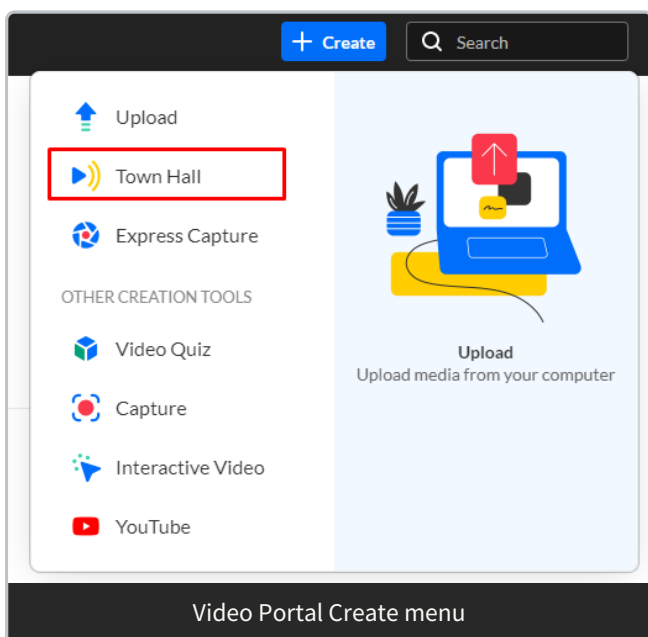 Create
Search
Upload
Town Hall
Express Capture
OTHER CREATION TOOLS
Video Quiz
Capture
Interactive Video
YouTube
Upload
Upload media from your computer
Video Portal Create menu